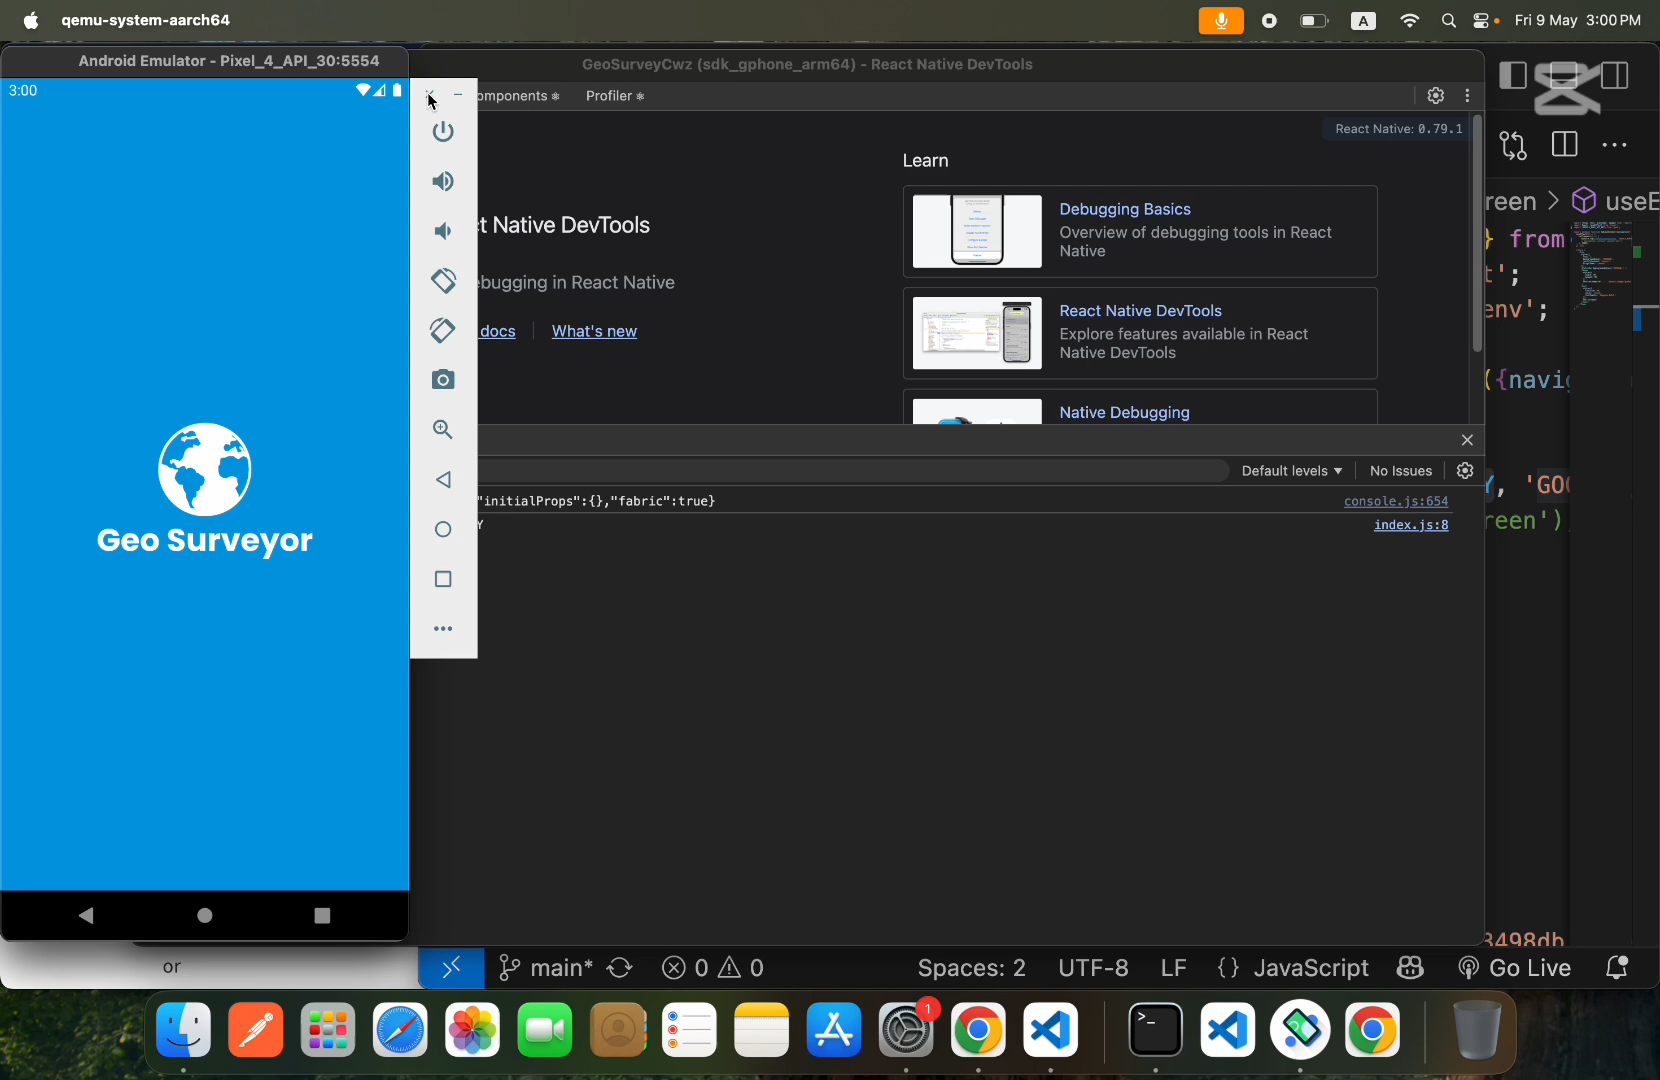 qemu-system-aarch64
A
Fri 9 May 3:00 PM
Android Emulator - Pixel_4_API_30:5554
3:00
Geo Surveyor
GeoSurveyCwz (sdk_gphone_arm64) - React Native DevTools
omponents ⚛
Profiler ⚛
React Native: 0.79.1
t Native DevTools
ebugging in React Native
docs
What's new
Learn
Debugging Basics
Overview of debugging tools in React
Native
React Native DevTools
Explore features available in React
Native DevTools
Native Debugging
Default levels ▼
No Issues
"initialProps":{},"fabric":true}
console.js:654
Y
index.js:8
reen > useE
} from
t';
env';
({navi
, 'GO
reen')
3498db
or
main*
0
0
Spaces: 2
UTF-8
LF
{} JavaScript
Go Live
1